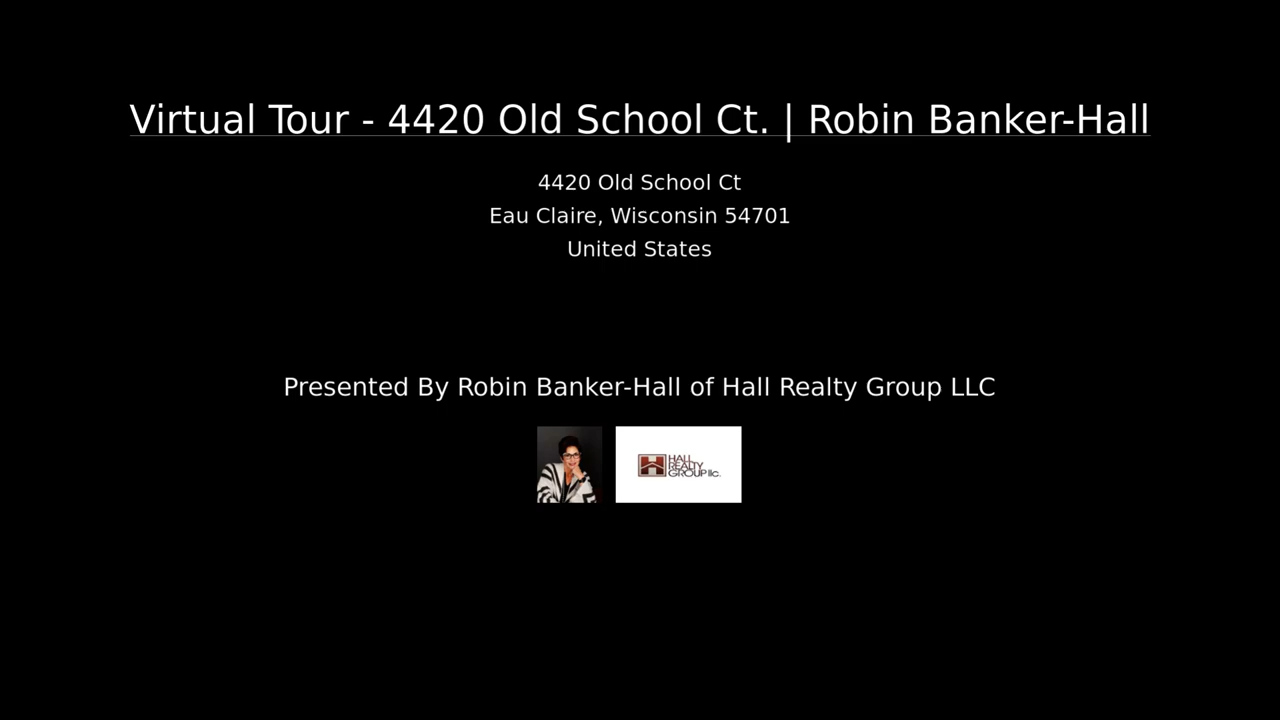 Virtual Tour - 4420 Old School Ct. | Robin Banker-Hall
4420 Old School Ct
Eau Claire, Wisconsin 54701
United States
Presented By Robin Banker-Hall of Hall Realty Group LLC
HALL
REALTY
GROUP llc.